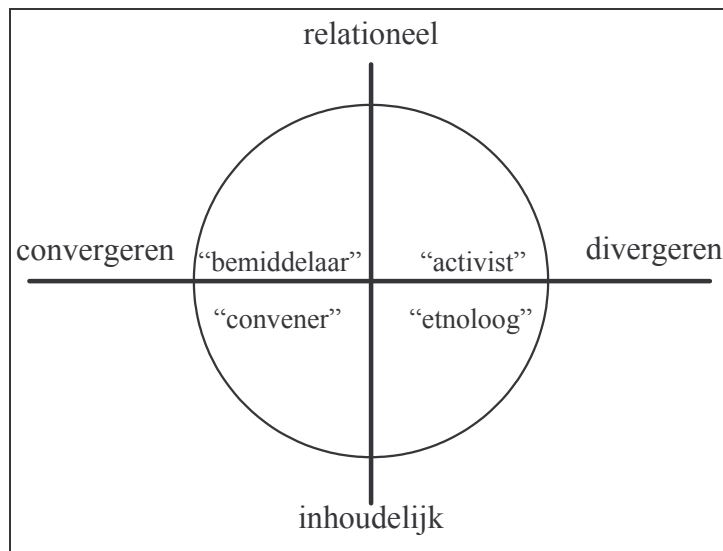 relationeel
convergeren “bemiddelaar” “activist” divergeren
“convener” “etnoloog”
inhoudelijk